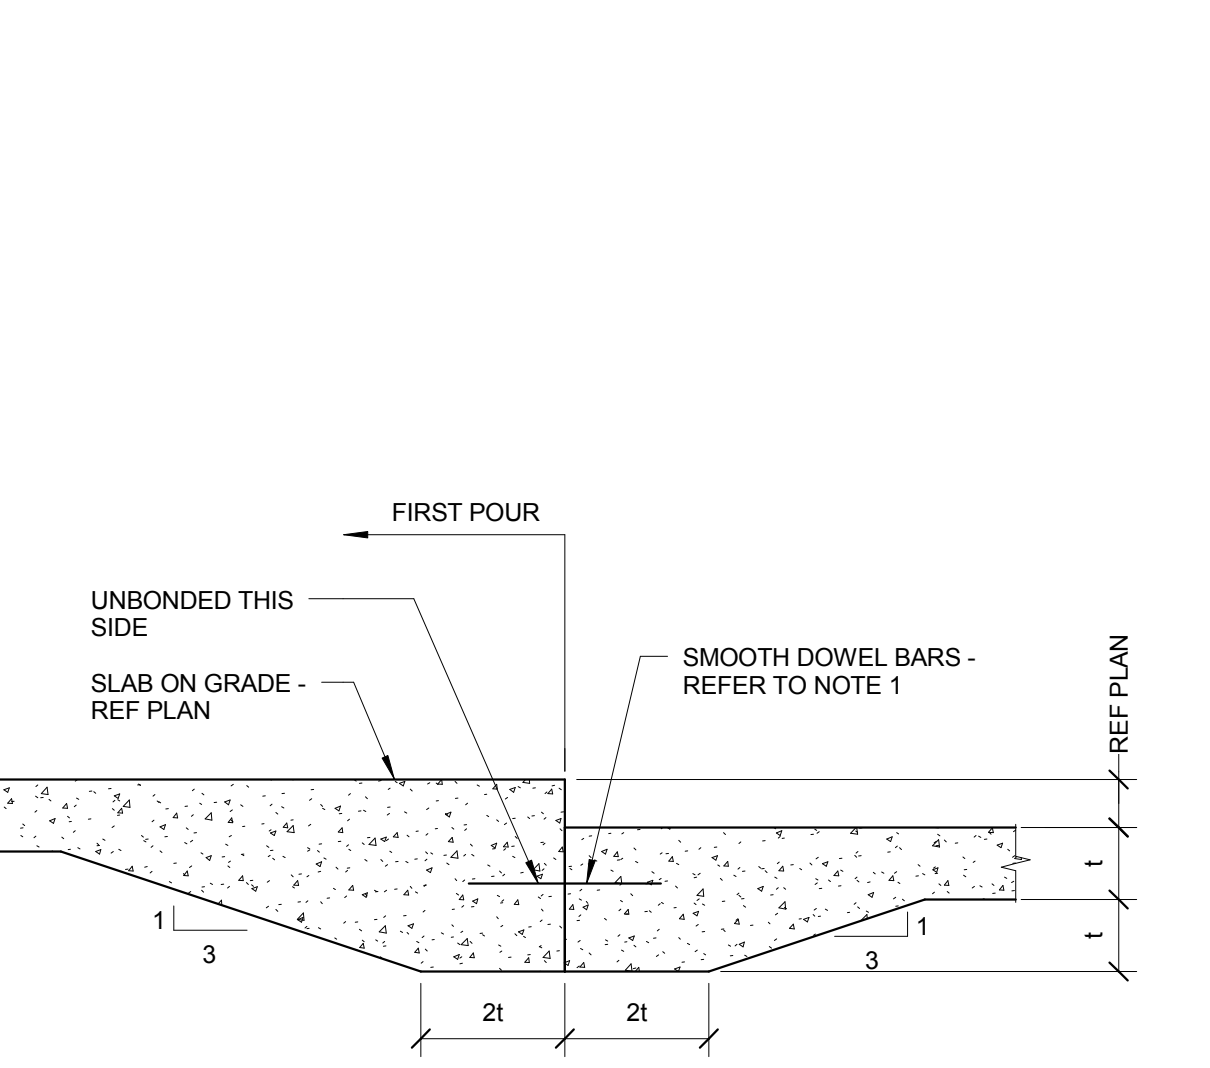 FIRST POUR
UNBONDED THIS
SIDE
SLAB ON GRADE -
REF PLAN
SMOOTH DOWEL BARS -
REFER TO NOTE 1
REF PLAN
t
t
1
3
1
3
2t
2t